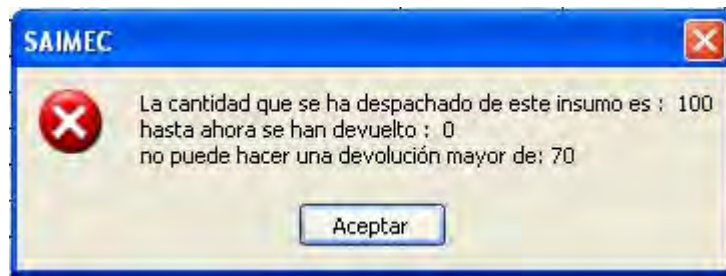 SAIMEC
La cantidad que se ha despachado de este insumo es : 100
hasta ahora se han devuelto : 0
no puede hacer una devolución mayor de: 70
Aceptar